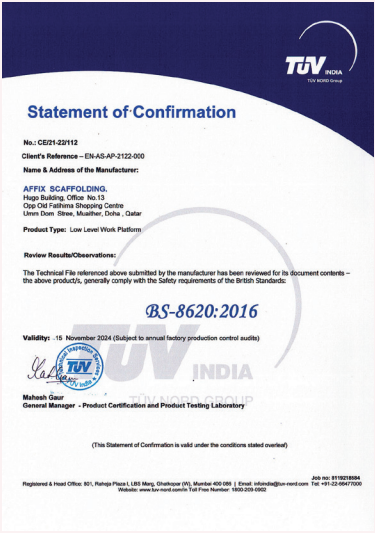 TÜV INDIA
TÜV NORD Group
Statement of Confirmation
No.: CE/21-22/112
Client's Reference – EN-AS-AP-2122-000
Name & Address of the Manufacturer:
AFFIX SCAFFOLDING.
Hugo Building, Office No.13
Opp Old Fatihima Shopping Centre
Umm Dom Stree, Muaither, Doha , Qatar
Product Type: Low Level Work Platform
Review Results/Observations:
The Technical File referenced above submitted by the manufacturer has been reviewed for its document contents –
the above product/s, generally comply with the Safety requirements of the British Standards:
BS-8620:2016
Validity: 15 November 2024 (Subject to annual factory production control audits)
Technical Inspection Services
TÜV
TÜV India
TÜV INDIA
TÜV NORD GROUP
Mahesh Gaur
General Manager - Product Certification and Product Testing Laboratory
(This Statement of Confirmation is valid under the conditions stated overleaf)
Job no: 8119218564
Registered & Head Office: 801, Raheja Plaza-I, LBS Marg, Ghatkopar (W), Mumbai 400 086 | Email: infoindia@tuv-nord.com Tel: +91-22-66477000
Website: www.tuv-nord.com/in Toll Free Number: 1800-209-0902